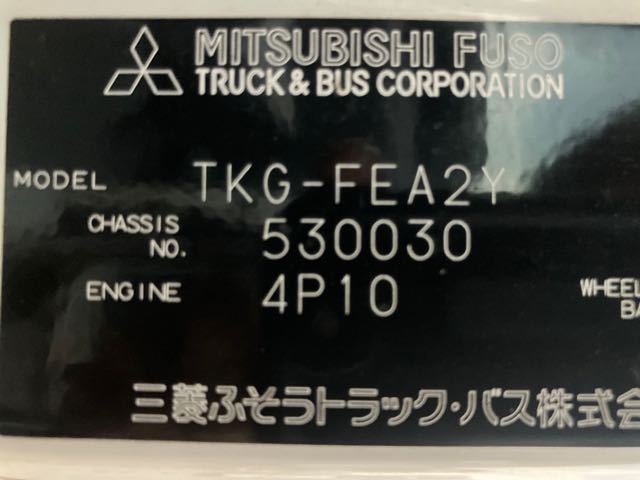 MITSUBISHI FUSO
TRUCK & BUS CORPORATION
MODEL TKG-FEA2Y
CHASSIS NO. 530030
ENGINE 4P10
WHEEL
三菱ふそうトラック・バス株式会